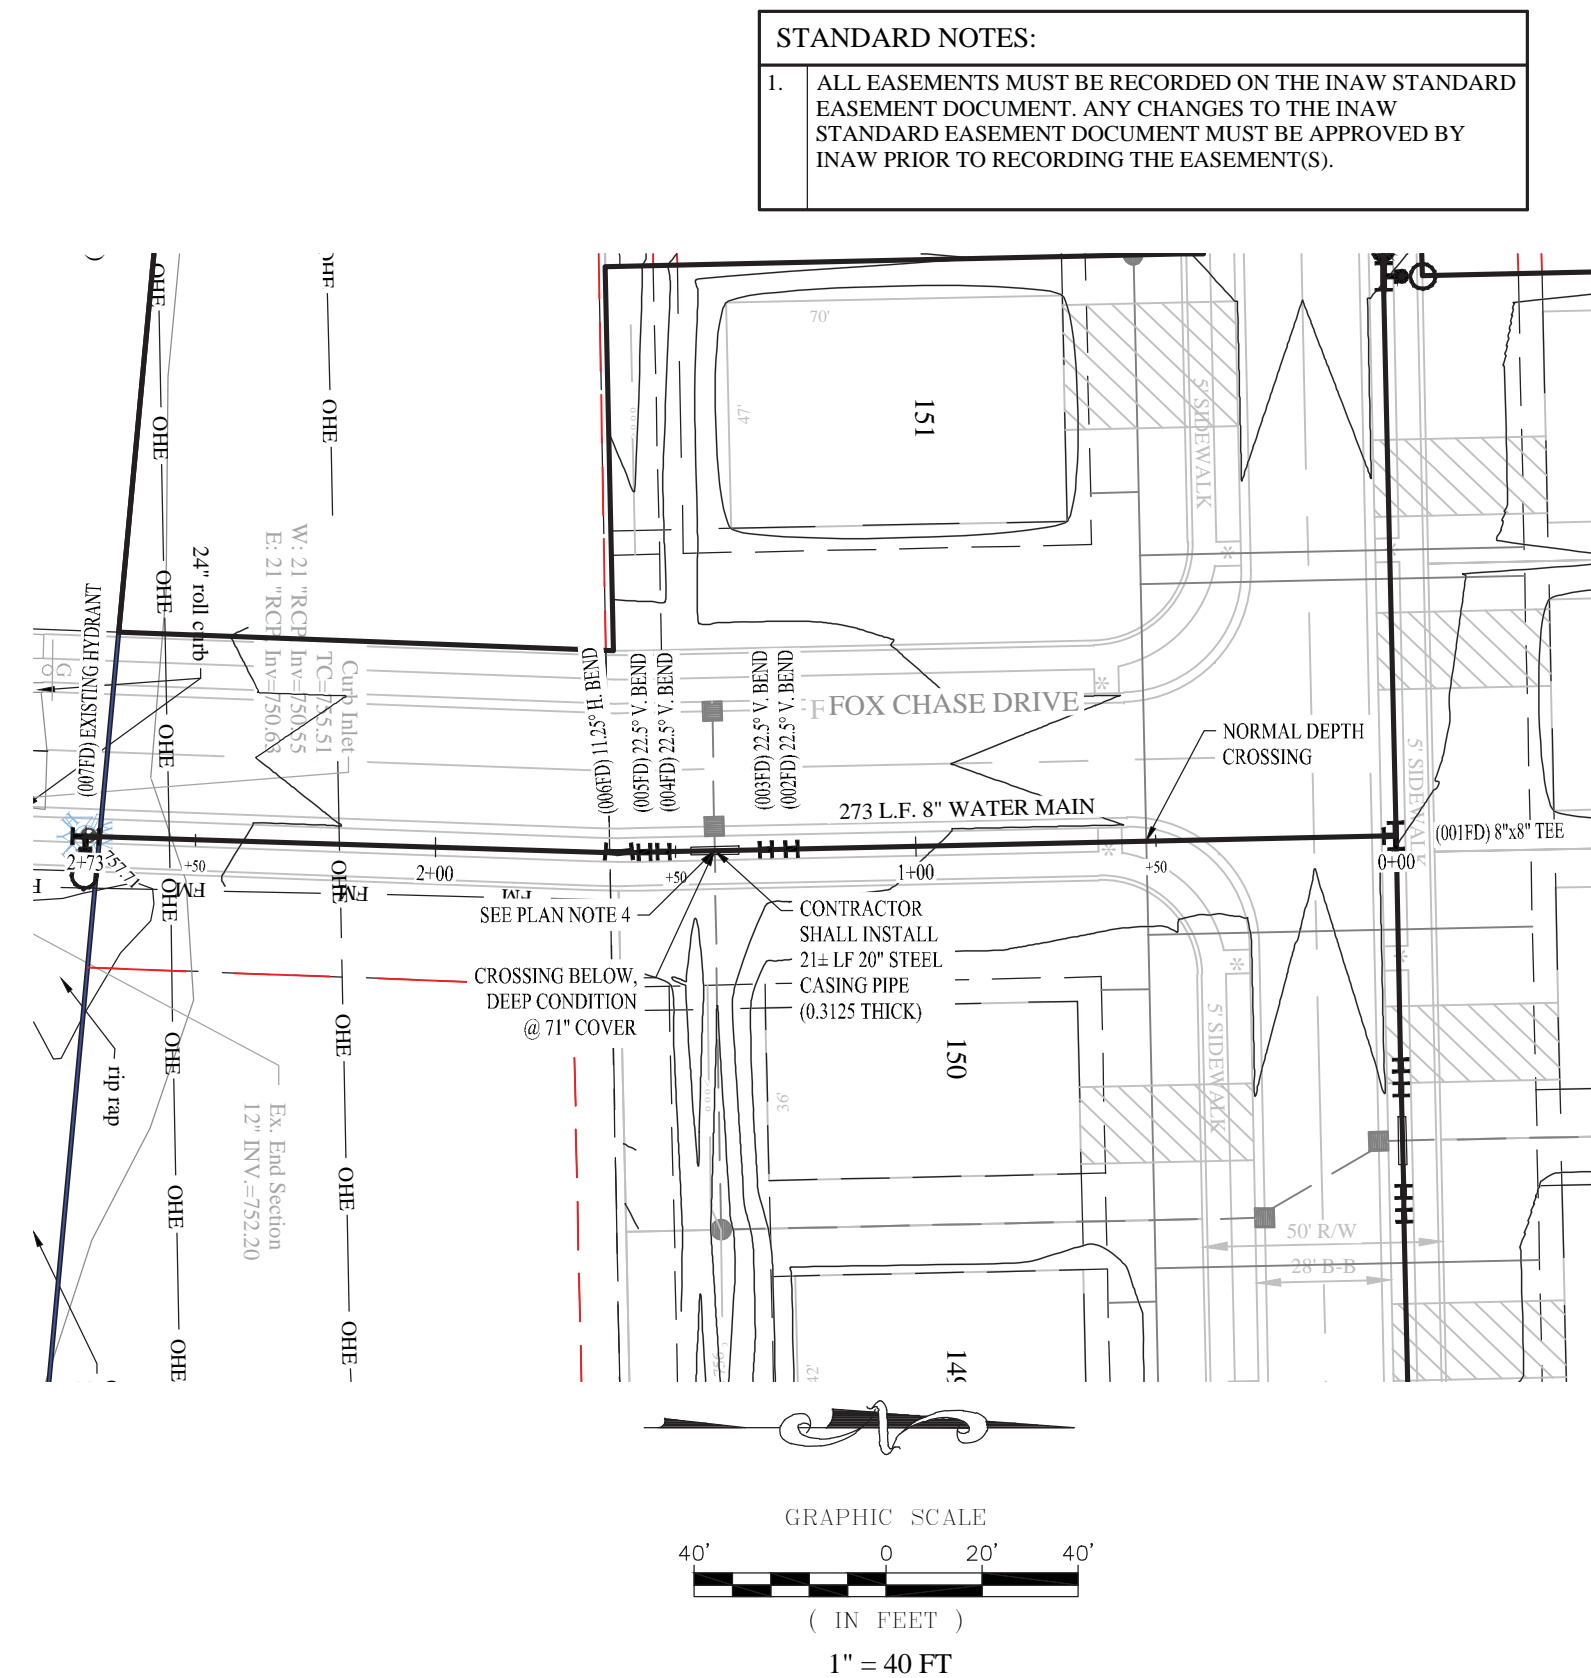 STANDARD NOTES:
1. ALL EASEMENTS MUST BE RECORDED ON THE INAW STANDARD
EASEMENT DOCUMENT. ANY CHANGES TO THE INAW
STANDARD EASEMENT DOCUMENT MUST BE APPROVED BY
INAW PRIOR TO RECORDING THE EASEMENT(S).
OHE
OHE
OHE
OHE
70'
47'
151
5' SIDEWALK
W: 21 "RCP Inv=750.55
E: 21 "RCP Inv=750.63
24" roll curb
OHE
Curb Inlet
TC=755.51
G
(007FD) EXISTING HYDRANT
OHE
(006FD) 11.25° H. BEND
(005FD) 22.5° V. BEND
(004FD) 22.5° V. BEND
(003FD) 22.5° V. BEND
(002FD) 22.5° V. BEND
FOX CHASE DRIVE
NORMAL DEPTH
CROSSING
5' SIDEWALK
273 L.F. 8" WATER MAIN
(001FD) 8"x8" TEE
2+73
757.71
+50
2+00
+50
1+00
+50
0+00
FM
OHE
OHE
FM
FM
SEE PLAN NOTE 4
CONTRACTOR
SHALL INSTALL
21± LF 20" STEEL
CASING PIPE
(0.3125 THICK)
CROSSING BELOW,
DEEP CONDITION
@ 71" COVER
OHE
OHE
rip rap
150
36'
5' SIDEWALK
Ex. End Section
12" INV.=752.20
OHE
OHE
50' R/W
28' B-B
OHE
OHE
42'
149
GRAPHIC SCALE
40' 0 20' 40'
( IN FEET )
1" = 40 FT